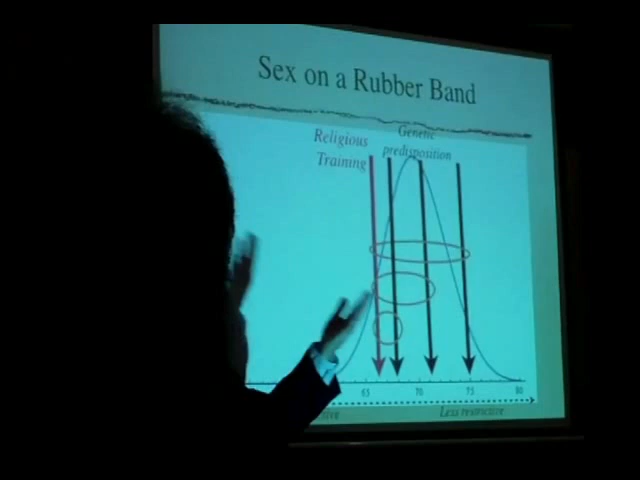 Sex on a Rubber Band
Religious
Training
Genetic
predisposition
65 70 75 80
Less restrictive